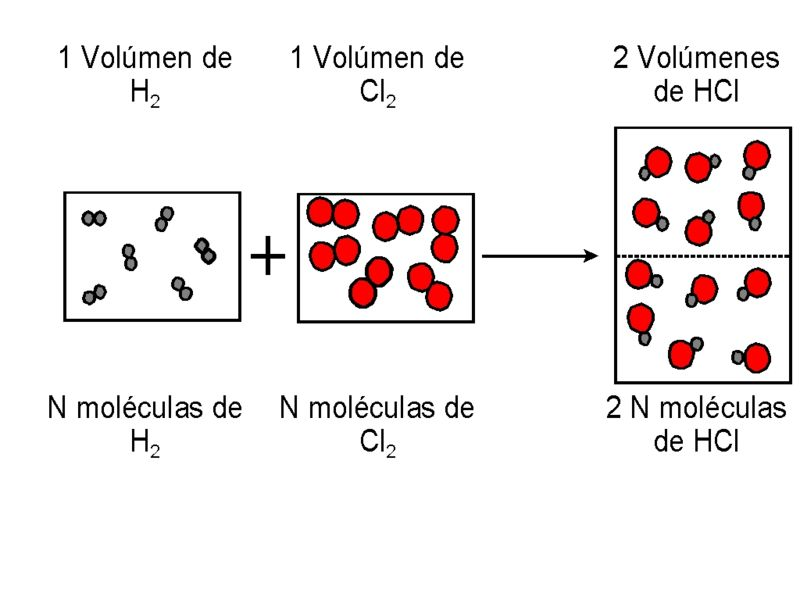 1 Volúmen de
H₂
1 Volúmen de
Cl₂
2 Volúmenes
de HCl
+
N moléculas de
H₂
N moléculas de
Cl₂
2 N moléculas
de HCl